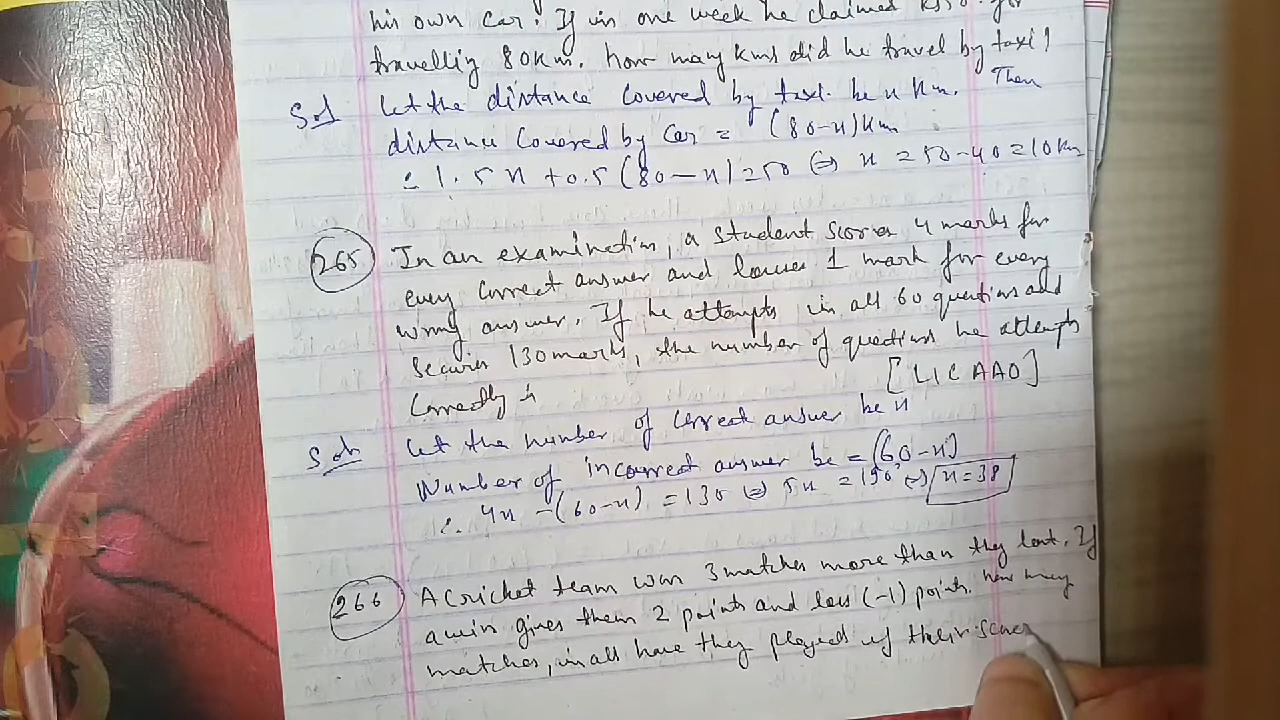 his own car. If in one week he claimed Rs 50 for
travelling 80km. how many kms did he travel by taxi?
Sol let the distance covered by taxi be x km. Then
distance covered by car = (80-x)km
∴ 1.5x + 0.5(80-x)=50 ⇒ x = 50-40=10km
265 In an examination, a student scores 4 marks for
every correct answer and loses 1 mark for every
wrong answer. If he attempts in all 60 questions and
secures 130 marks, the number of questions he attempts
correctly is [LIC AAO]
Sol let the number of correct answer be x
Number of incorrect answer be = (60-x)
∴ 4x -(60-x) = 130 ⇒ 5x = 190 ⇒ x=38
266 A cricket team won 3 matches more than they lost. If
a win gives them 2 points and loss (-1) points. how many
matches, in all have they played if their score